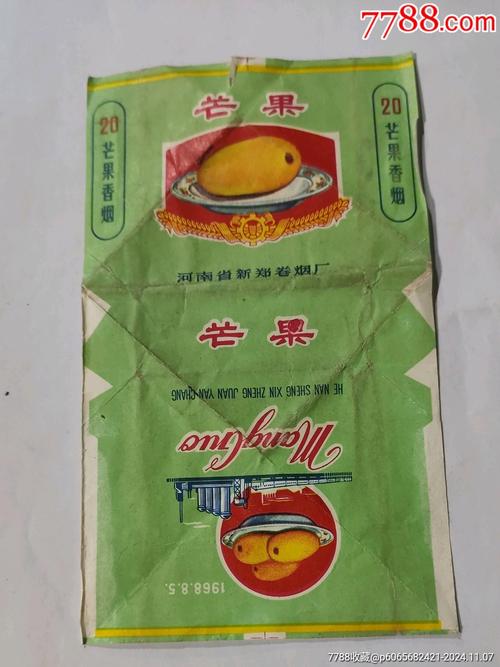 7788.com
芒果
20
芒果香烟
20
芒果香烟
河南省新郑卷烟厂
芒果
HE NAN SHENG XIN ZHENG JUAN YAN CHANG
MangGuo
1968.8.5.
7788收藏@p6065682421-2024.11.07